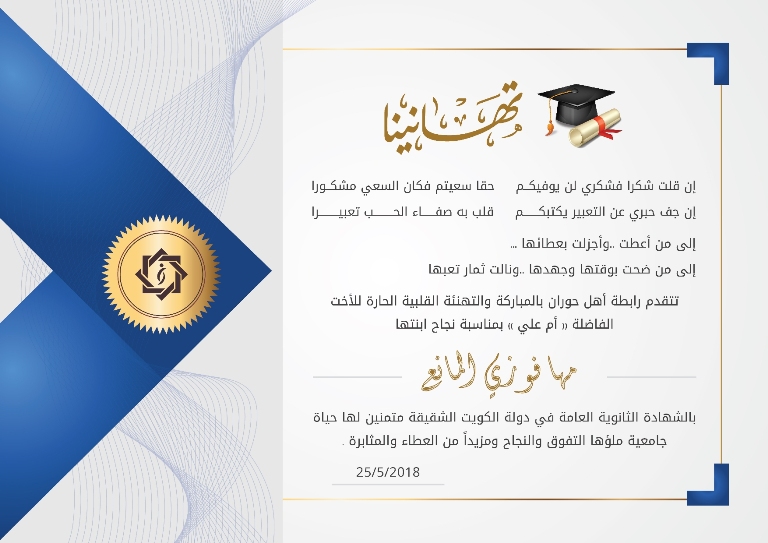 تهانينا
إن قلت شكرا فشكري لن يوفيكم حقا سعيتم فكان السعي مشكورا
إن جف حبري عن التعبير يكتبكم قلب به صفاء الحب تعبيرا
إلى من أعطت ..وأجزلت بعطائها ...
إلى من ضحت بوقتها وجهدها ..ونالت ثمار تعبها
تتقدم رابطة أهل حوران بالمباركة والتهنئة القلبية الحارة للأخت
الفاضلة « أم علي » بمناسبة نجاح ابنتها
مها فوزي المانع
بالشهادة الثانوية العامة في دولة الكويت الشقيقة متمنين لها حياة
جامعية ملؤها التفوق والنجاح ومزيداً من العطاء والمثابرة .
25/5/2018